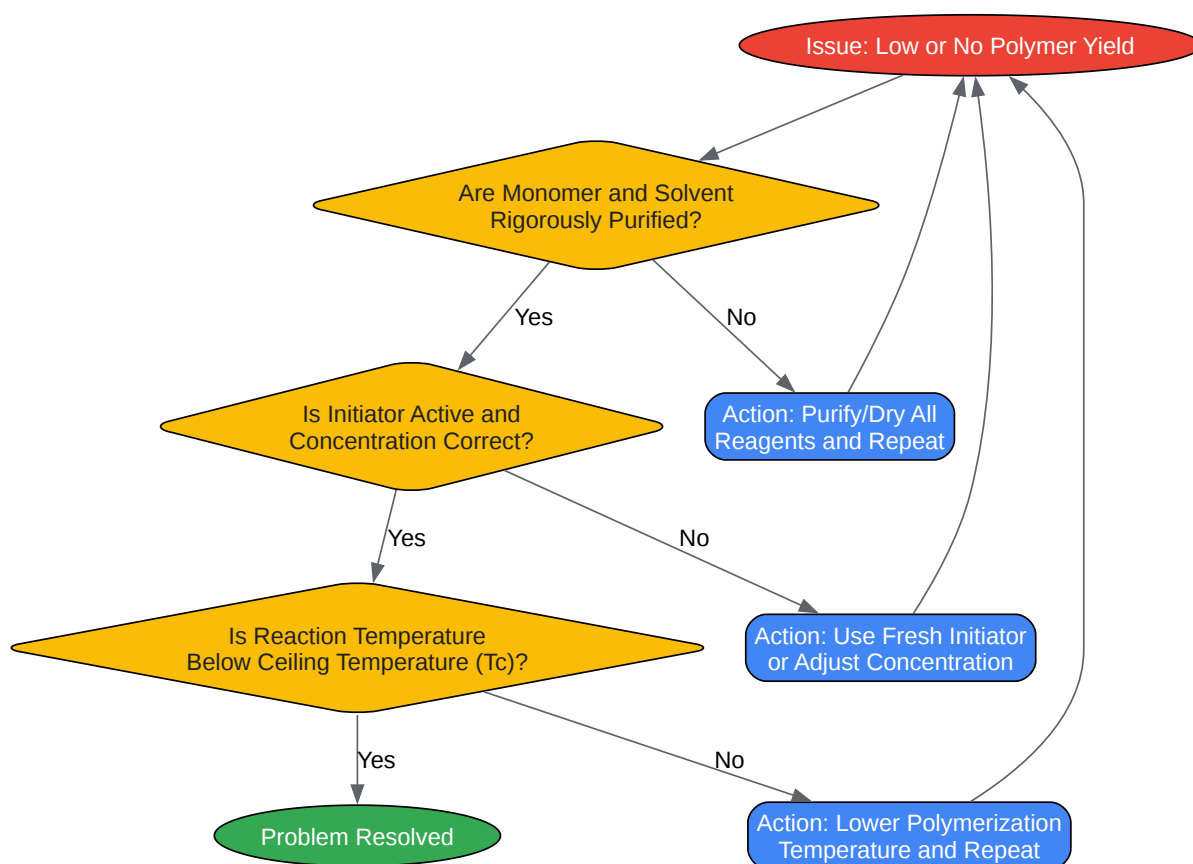 Issue: Low or No Polymer Yield
Are Monomer and Solvent
Rigorously Purified?
Yes
No
Is Initiator Active and
Concentration Correct?
Action: Purify/Dry All
Reagents and Repeat
Yes
No
Is Reaction Temperature
Below Ceiling Temperature (Tc)?
Action: Use Fresh Initiator
or Adjust Concentration
Yes
No
Problem Resolved
Action: Lower Polymerization
Temperature and Repeat